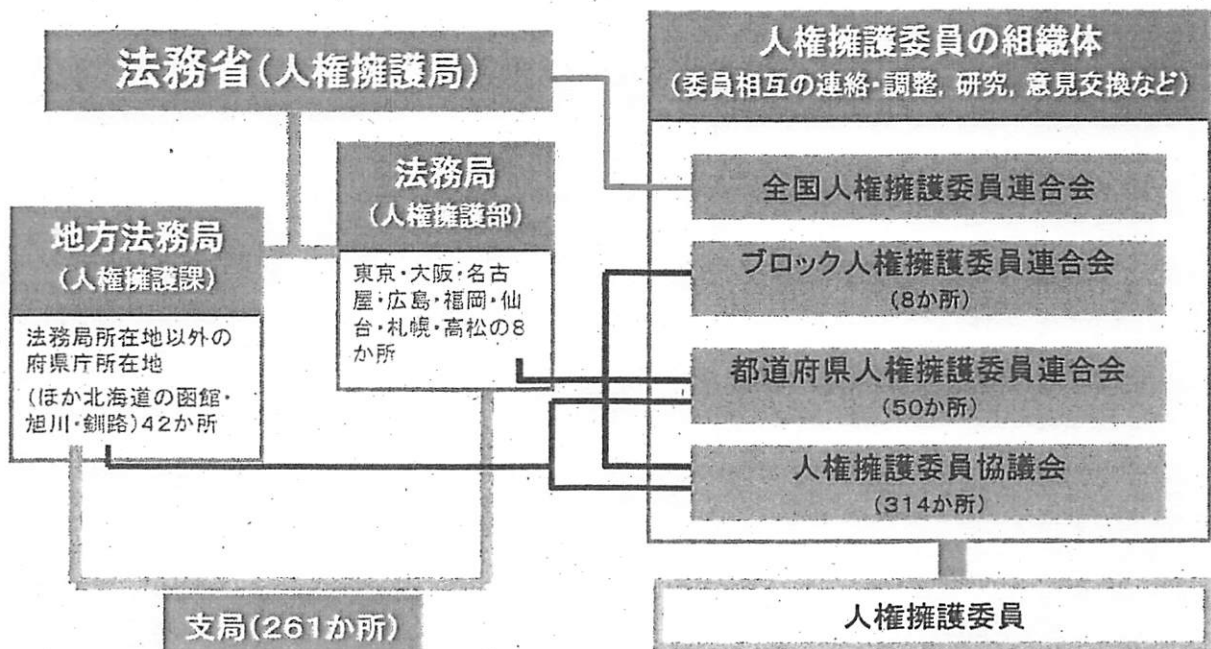 法務省(人権擁護局)
法務局
(人権擁護部)
東京・大阪・名古
屋・広島・福岡・仙
台・札幌・高松の8
か所
地方法務局
(人権擁護課)
法務局所在地以外の
府県庁所在地
(ほか北海道の函館・
旭川・釧路)42か所
支局(261か所)
人権擁護委員の組織体
(委員相互の連絡・調整, 研究, 意見交換など)
全国人権擁護委員連合会
ブロック人権擁護委員連合会
(8か所)
都道府県人権擁護委員連合会
(50か所)
人権擁護委員協議会
(314か所)
人権擁護委員